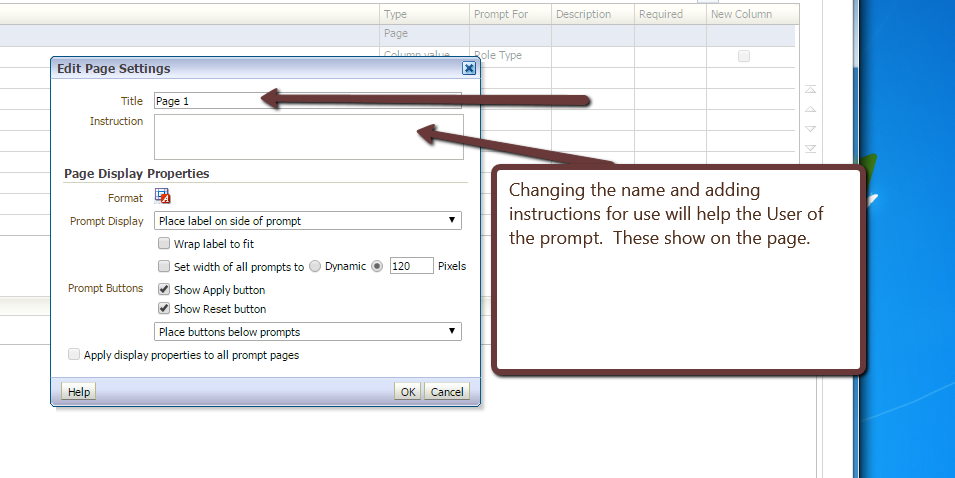 Type Prompt For Description Required New Column
Page
Column value Role Type
Edit Page Settings
Title Page 1
Instruction
Page Display Properties
Format
Prompt Display Place label on side of prompt
Wrap label to fit
Set width of all prompts to Dynamic 120 Pixels
Prompt Buttons Show Apply button
Show Reset button
Place buttons below prompts
Apply display properties to all prompt pages
Help OK Cancel
Changing the name and adding
instructions for use will help the User of
the prompt. These show on the page.